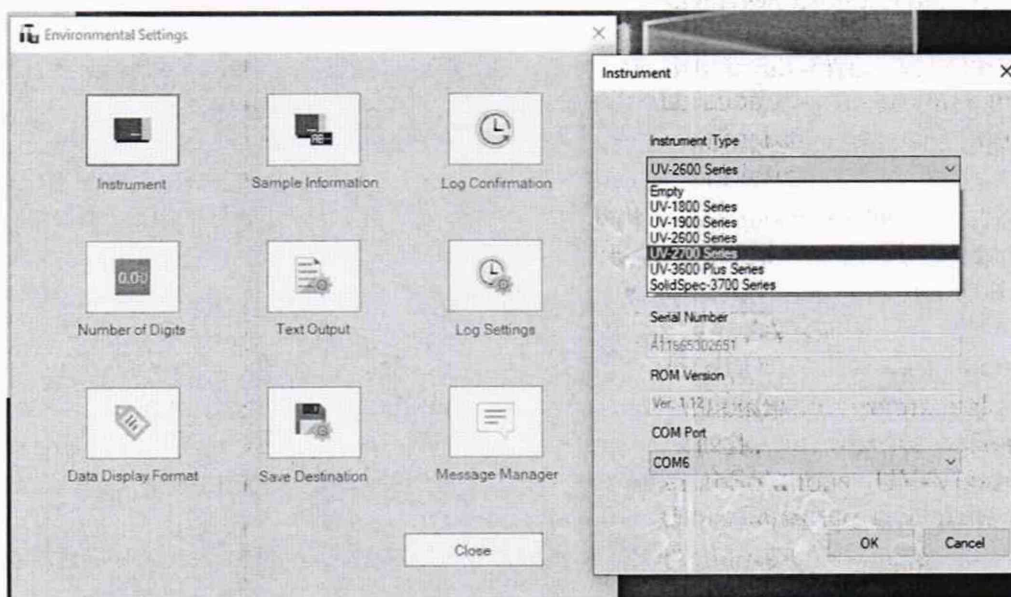 Environmental Settings
Instrument
Sample Information
Log Confirmation
Number of Digits
Text Output
Log Settings
Data Display Format
Save Destination
Message Manager
Close
Instrument
Instrument Type
UV-2600 Series
Empty
UV-1800 Series
UV-1900 Series
UV-2600 Series
UV-2700 Series
UV-3600 Plus Series
SolidSpec-3700 Series
Serial Number
ROM Version
Ver. 1.12
COM Port
COM6
OK
Cancel